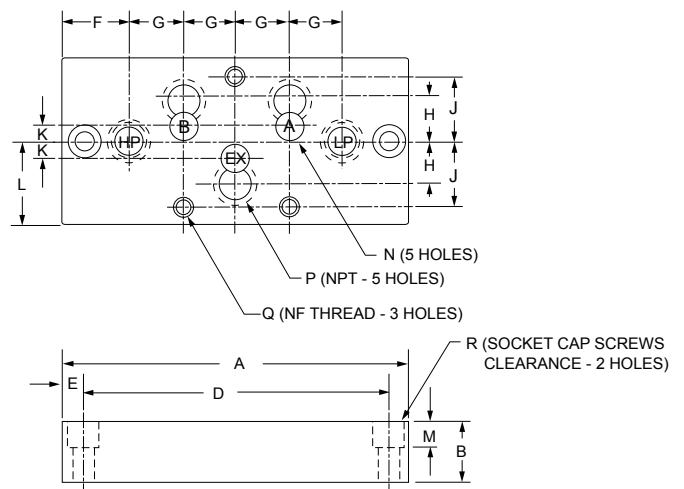 F G G G G
H J
K
K
B A
HP LP
EX
H J
L
N (5 HOLES)
P (NPT - 5 HOLES)
Q (NF THREAD - 3 HOLES)
R (SOCKET CAP SCREWS
CLEARANCE - 2 HOLES)
A
E D
M B